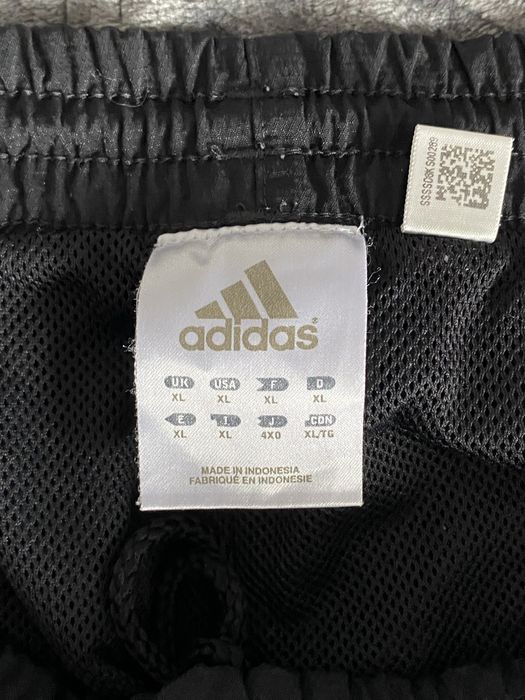 SSSSD8KS00289
adidas
UK USA F D
XL XL XL XL
E I J CDN
XL XL 4XO XL/TG
MADE IN INDONESIA
FABRIQUÉ EN INDONESIE